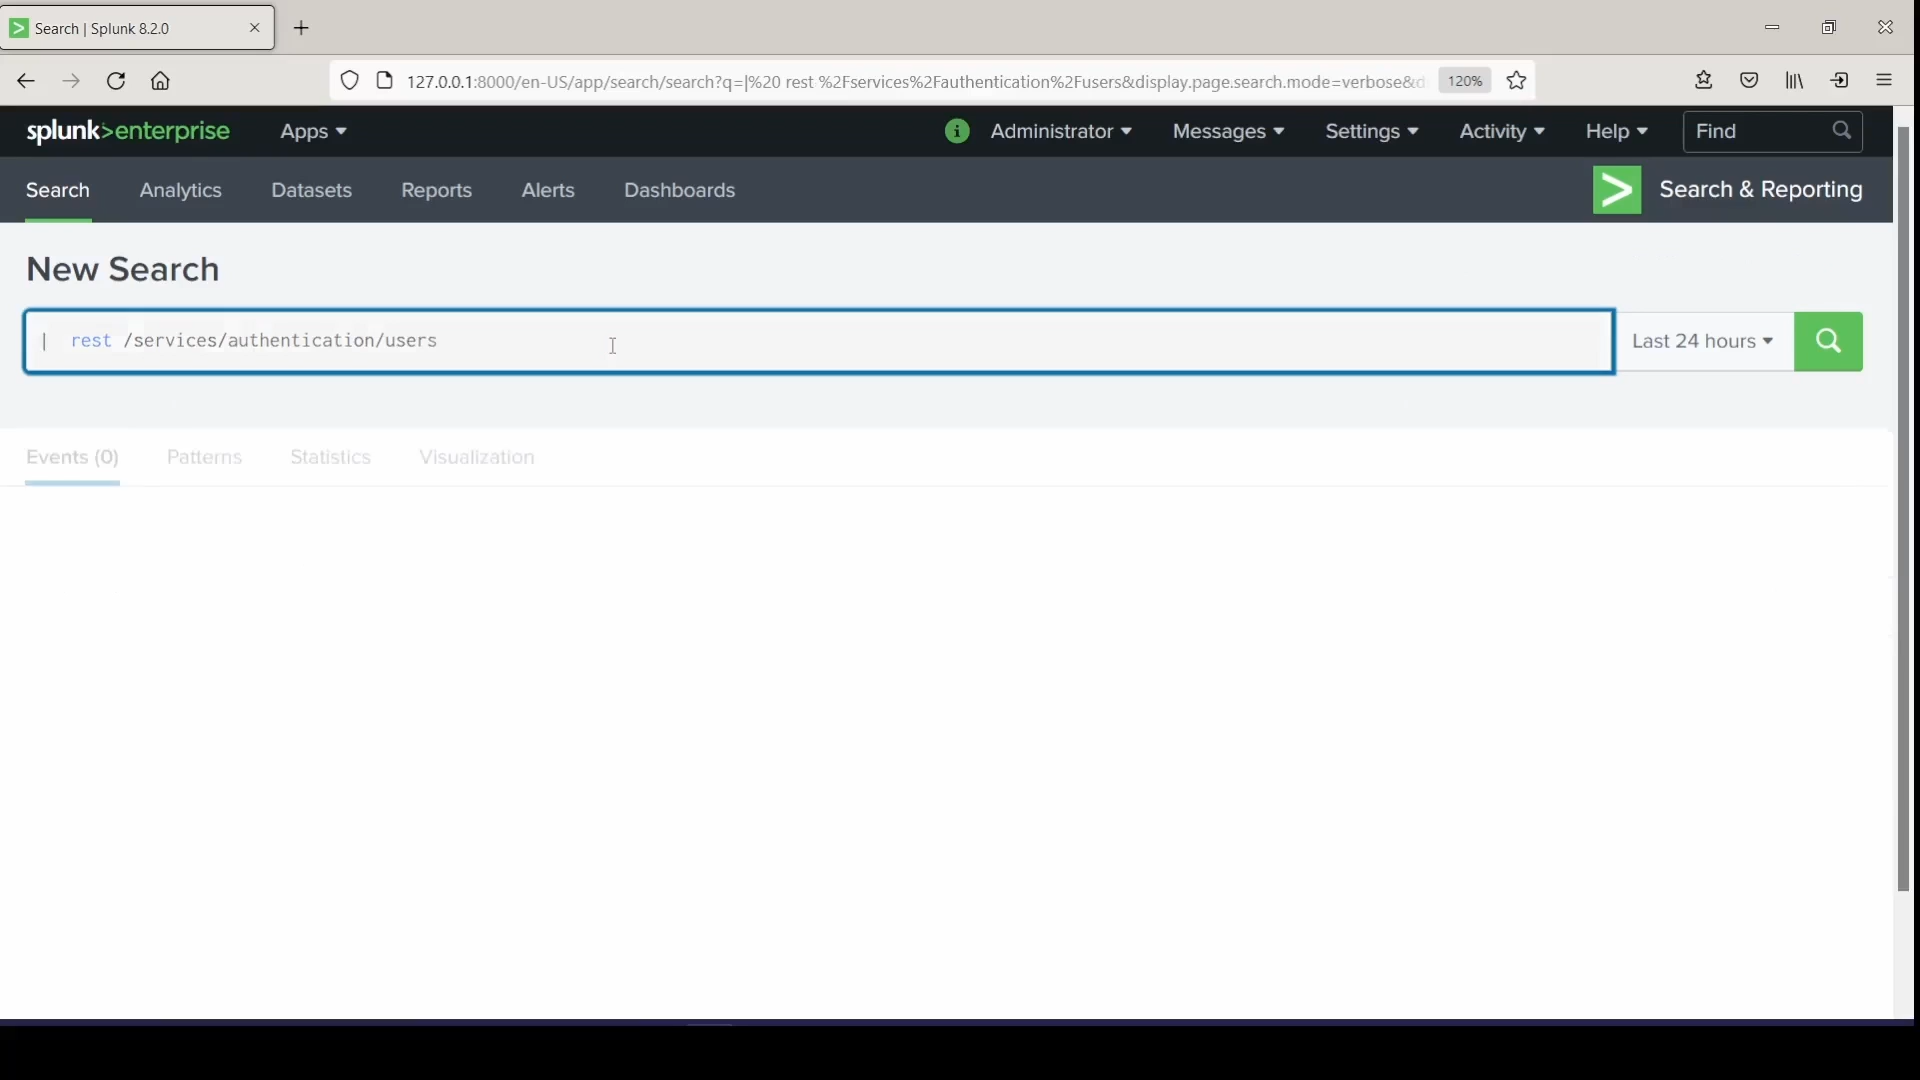 Search | Splunk 8.2.0
127.0.0.1:8000/en-US/app/search/search?q=|%20 rest %2Fservices%2Fauthentication%2Fusers&display.page.search.mode=verbose&d 120%
splunk>enterprise Apps Administrator Messages Settings Activity Help Find
Search Analytics Datasets Reports Alerts Dashboards Search & Reporting
New Search
| rest /services/authentication/users Last 24 hours
Events (0) Patterns Statistics Visualization